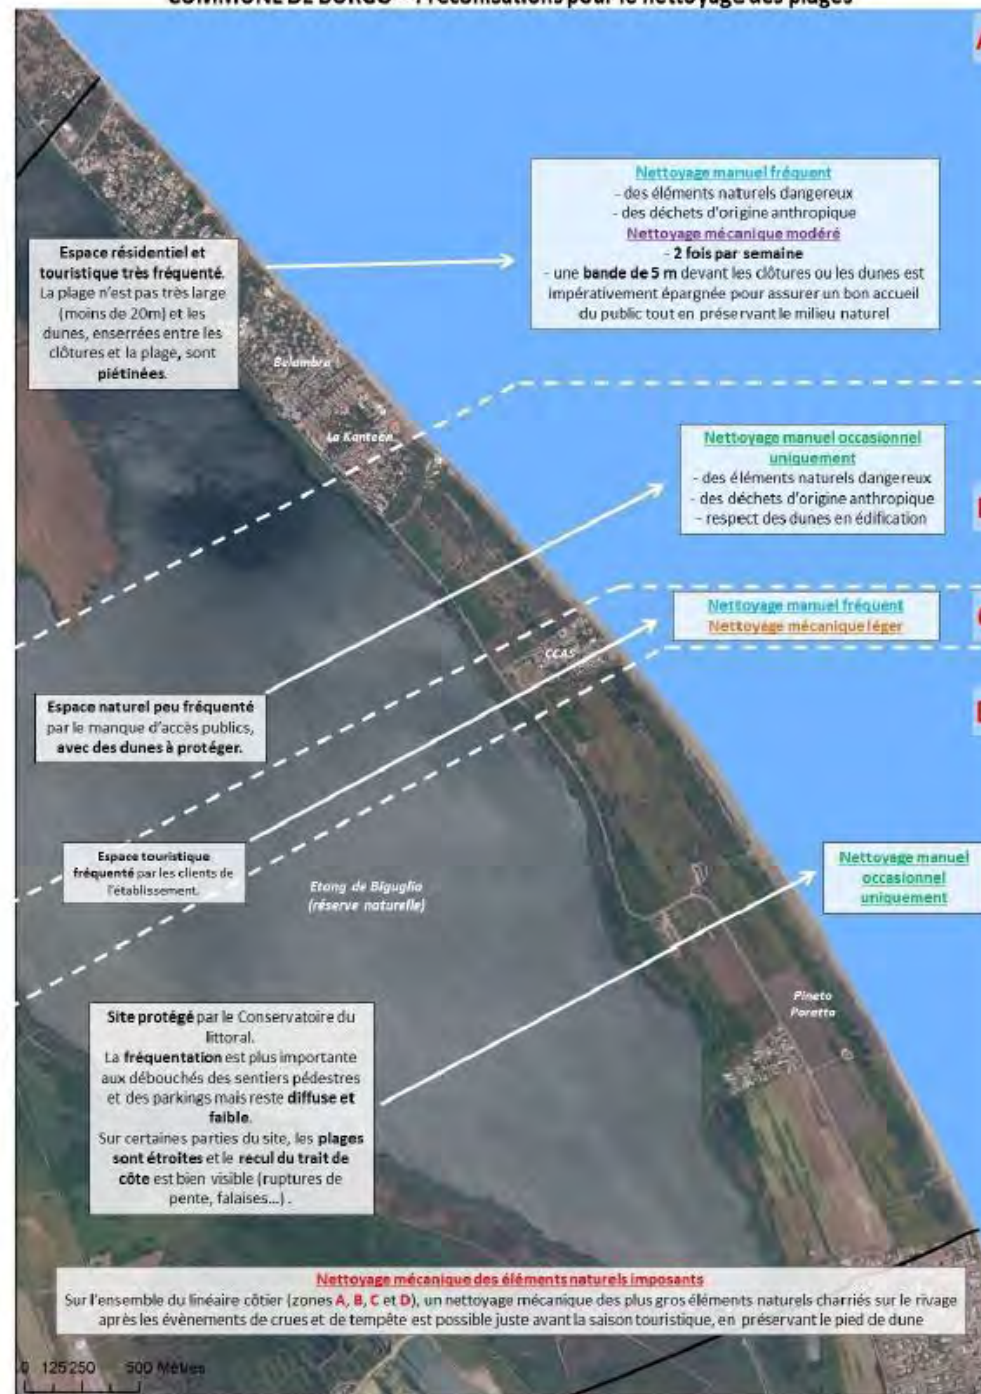 COMMUNE DE BORGO – Préconisations pour le nettoyage des plages
A
Nettoyage manuel fréquent
- des éléments naturels dangereux
- des déchets d'origine anthropique
Nettoyage mécanique modéré
- 2 fois par semaine
- une bande de 5 m devant les clôtures ou les dunes est
impérativement épargnée pour assurer un bon accueil
du public tout en préservant le milieu naturel
Espace résidentiel et
touristique très fréquenté.
La plage n'est pas très large
(moins de 20m) et les
dunes, enserrées entre les
clôtures et la plage, sont
piétinées.
Belambra
La Kanteen
Nettoyage manuel occasionnel
uniquement
- des éléments naturels dangereux
- des déchets d'origine anthropique
- respect des dunes en édification
Nettoyage manuel fréquent
Nettoyage mécanique léger
C
CCAS
Espace naturel peu fréquenté
par le manque d'accès publics,
avec des dunes à protéger.
Espace touristique
fréquenté par les clients de
l'établissement.
Etang de Biguglia
(réserve naturelle)
Nettoyage manuel
occasionnel
uniquement
Pineto
Poretta
Site protégé par le Conservatoire du
littoral.
La fréquentation est plus importante
aux débouchés des sentiers pédestres
et des parkings mais reste diffuse et
faible.
Sur certaines parties du site, les plages
sont étroites et le recul du trait de
côte est bien visible (ruptures de
pente, falaises...) .
Nettoyage mécanique des éléments naturels imposants
Sur l'ensemble du linéaire côtier (zones A, B, C et D), un nettoyage mécanique des plus gros éléments naturels charriés sur le rivage
après les évènements de crues et de tempête est possible juste avant la saison touristique, en préservant le pied de dune
0 125 250 500 Mètres